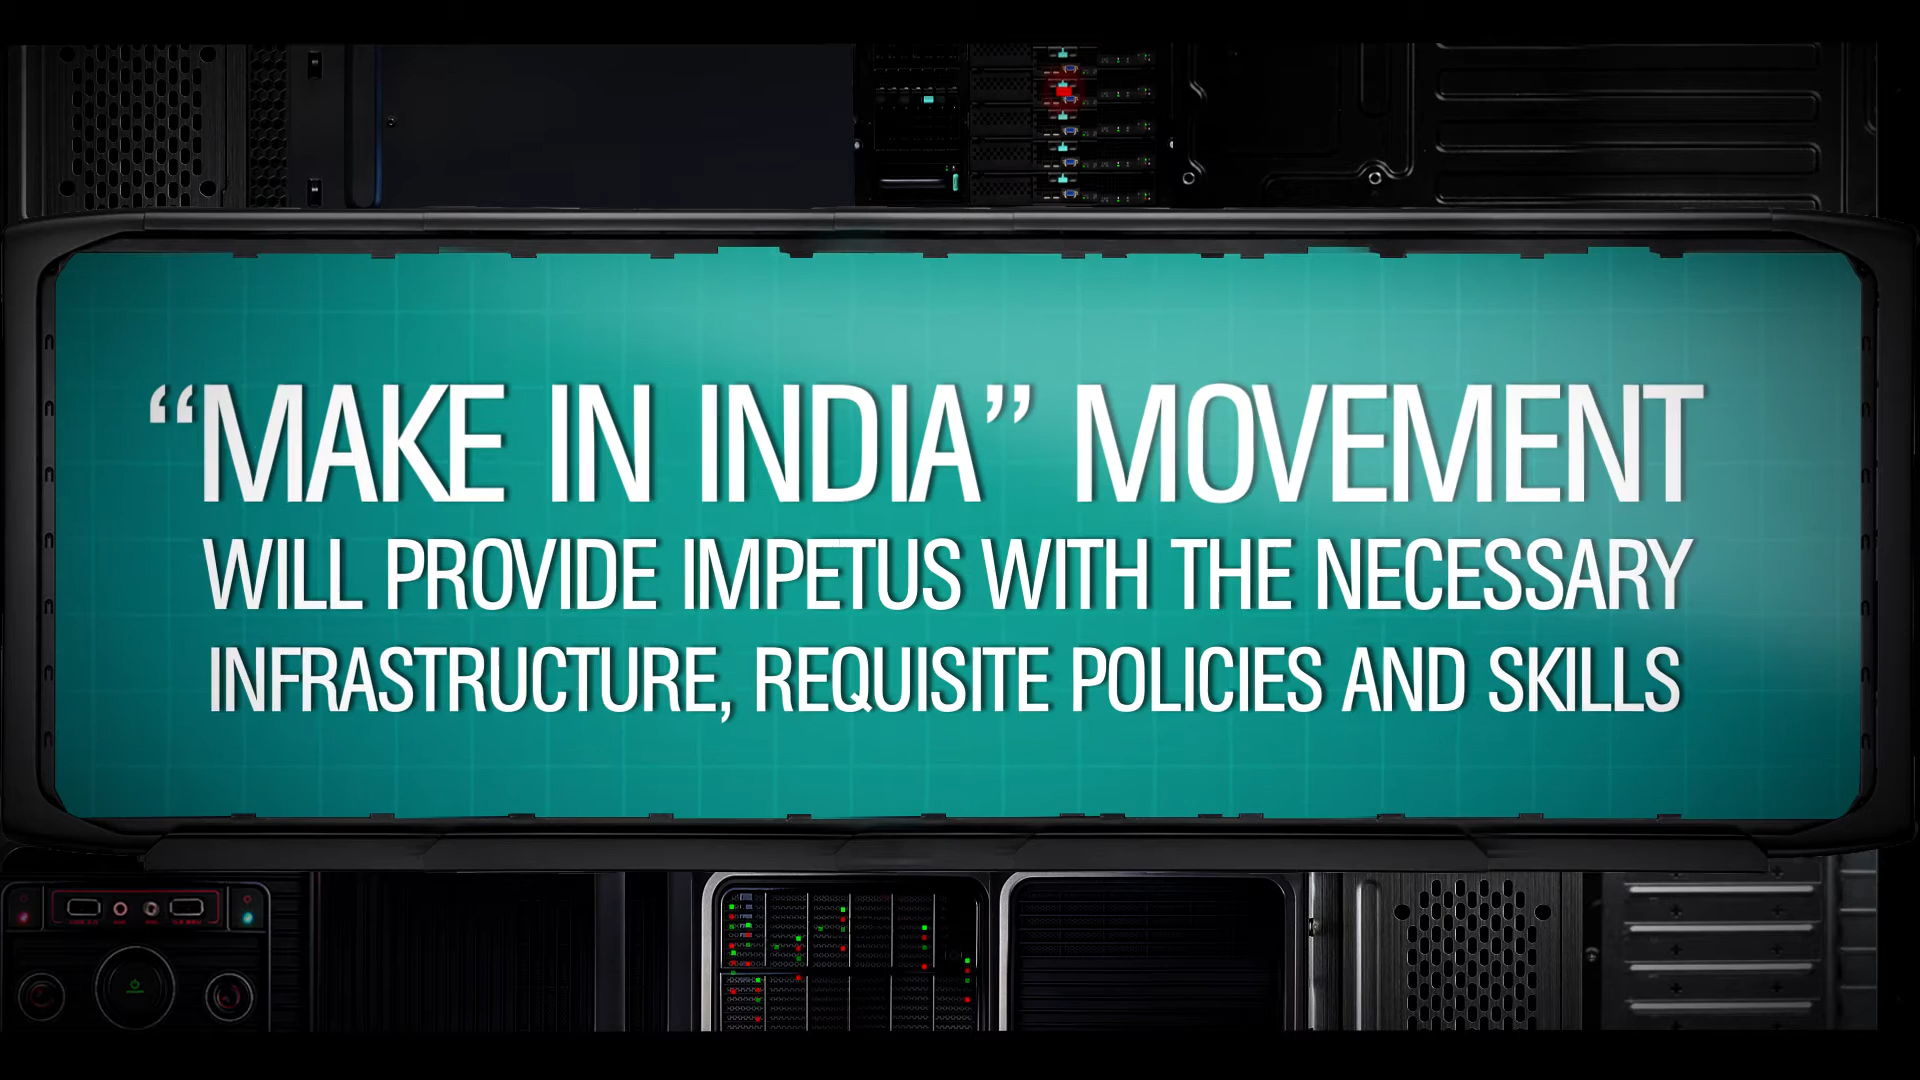 “MAKE IN INDIA” MOVEMENT
WILL PROVIDE IMPETUS WITH THE NECESSARY
INFRASTRUCTURE, REQUISITE POLICIES AND SKILLS